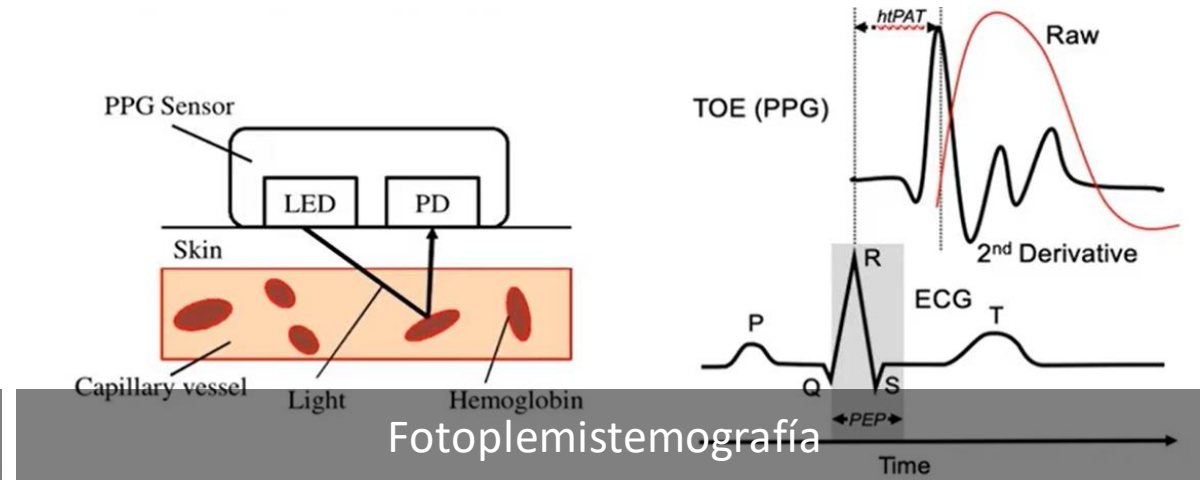 PPG Sensor
LED
PD
Skin
Capillary vessel
Light
Hemoglobin
htPAT
Raw
TOE (PPG)
2nd Derivative
R
ECG
P
T
Q
S
PEP
Time
Fotoplemistemografía